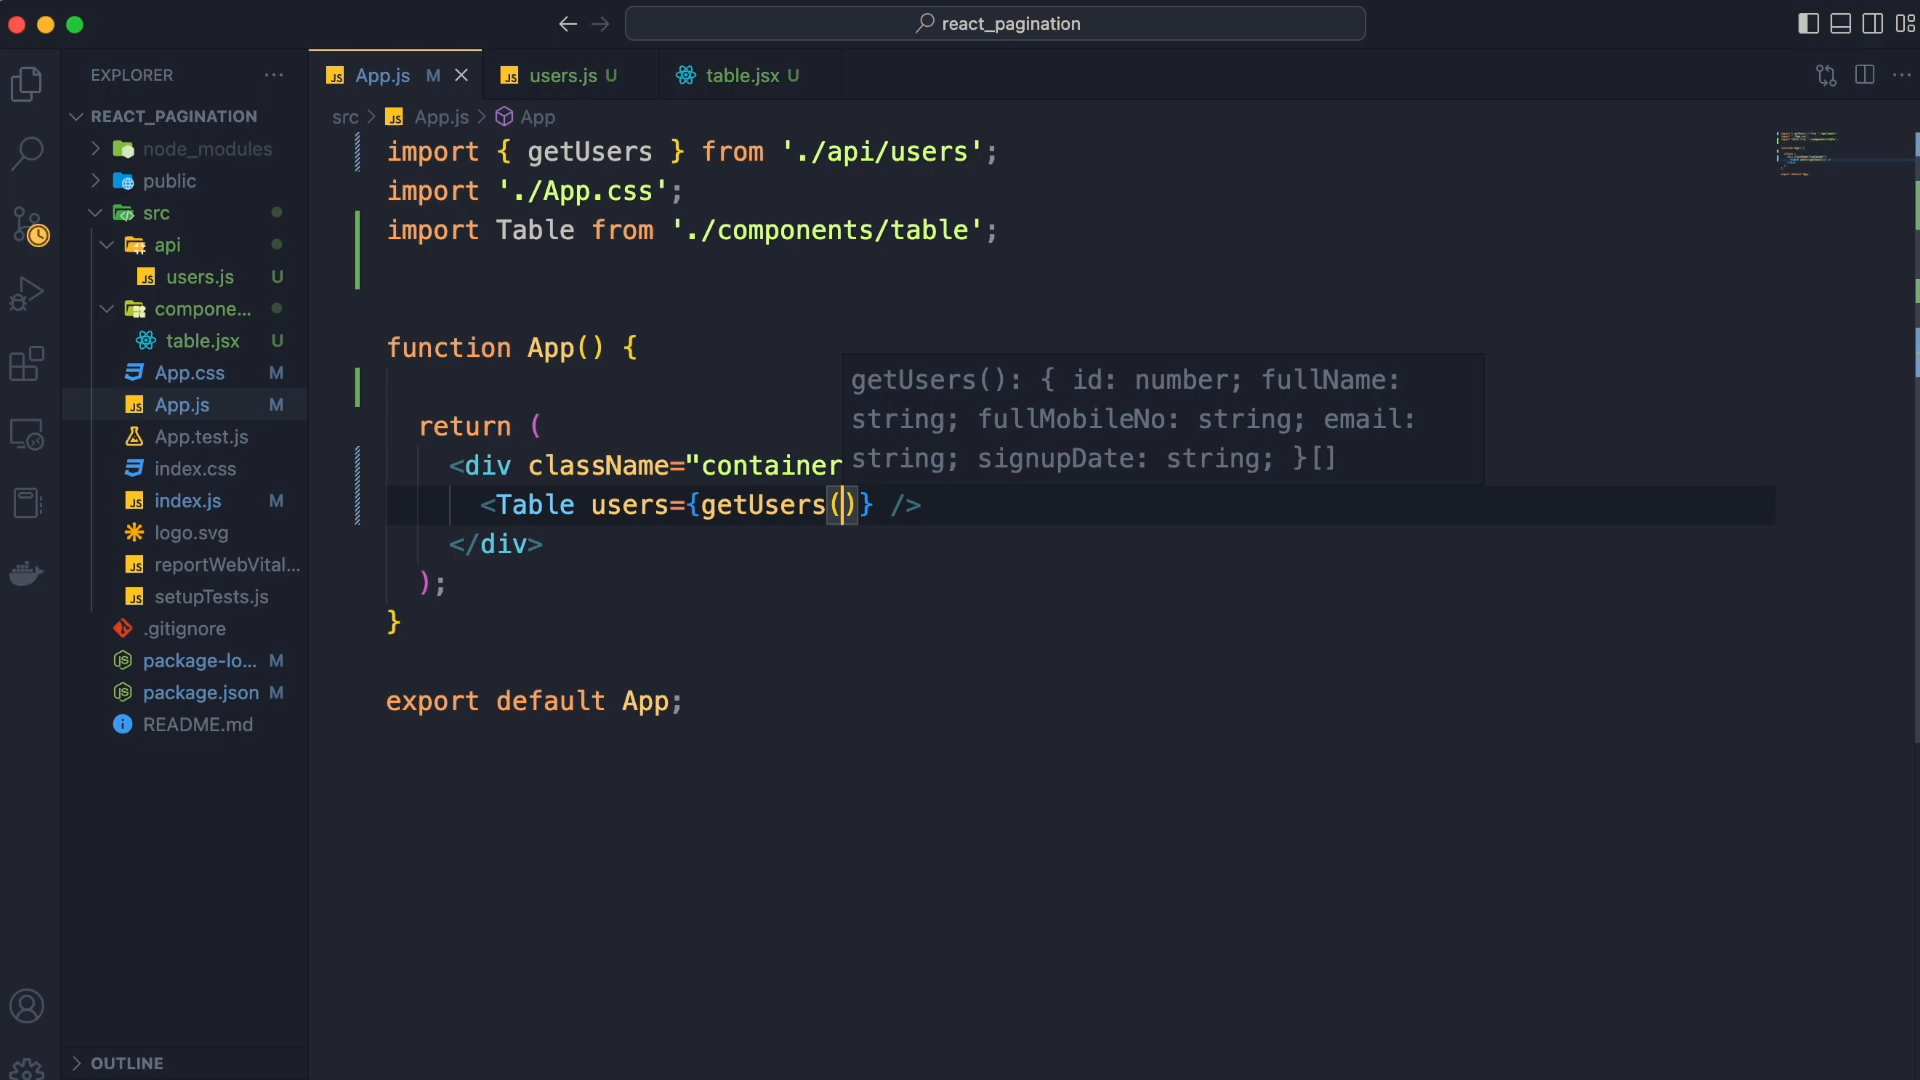 react_pagination
EXPLORER
REACT_PAGINATION
node_modules
public
src
api
users.js U
compone...
table.jsx U
App.css M
App.js M
App.test.js
index.css
index.js M
logo.svg
reportWebVital...
setupTests.js
.gitignore
package-lo... M
package.json M
README.md
OUTLINE
App.js M
users.js U
table.jsx U
src > App.js > App
import { getUsers } from './api/users';
import './App.css';
import Table from './components/table';
function App() {
getUsers(): { id: number; fullName:
string; fullMobileNo: string; email:
string; signupDate: string; }[]
return (
<div className="container
<Table users={getUsers()} />
</div>
);
}
export default App;